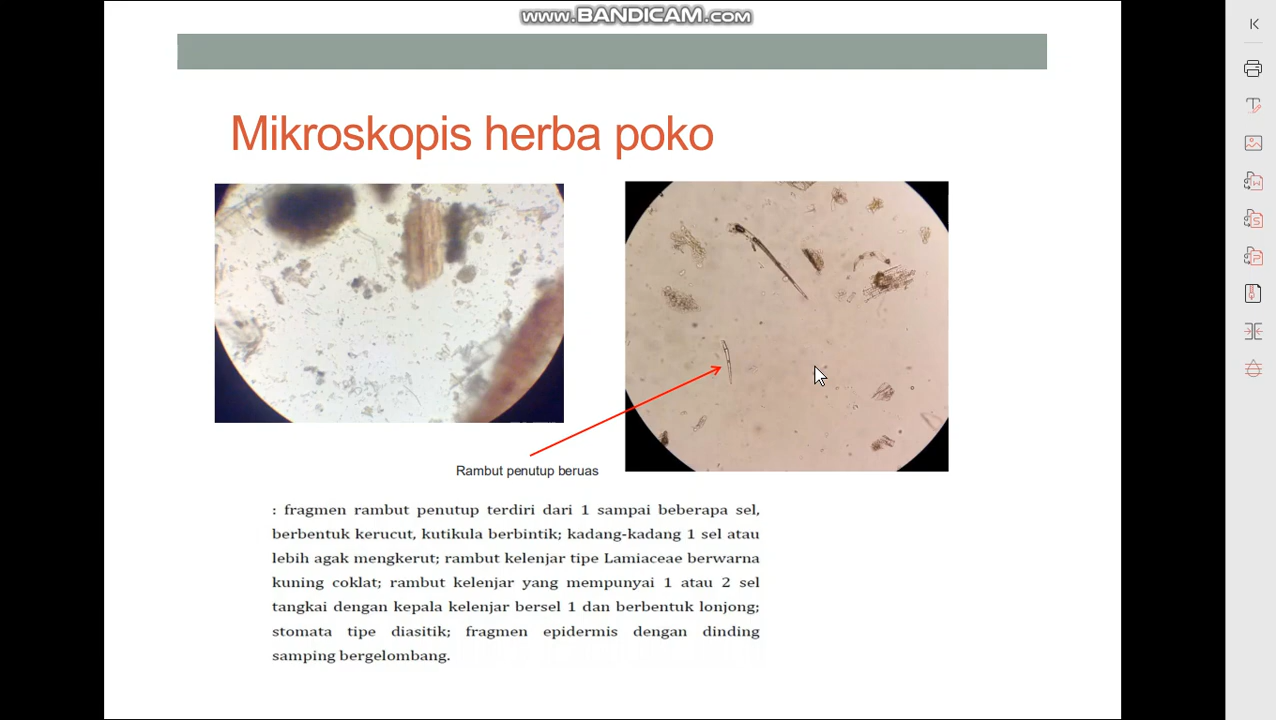 www.BANDICAM.com
Mikroskopis herba poko
Rambut penutup beruas
: fragmen rambut penutup terdiri dari 1 sampai beberapa sel,
berbentuk kerucut, kutikula berbintik; kadang-kadang 1 sel atau
lebih agak mengkerut; rambut kelenjar tipe Lamiaceae berwarna
kuning coklat; rambut kelenjar yang mempunyai 1 atau 2 sel
tangkai dengan kepala kelenjar bersel 1 dan berbentuk lonjong;
stomata tipe diasitik; fragmen epidermis dengan dinding
samping bergelombang.